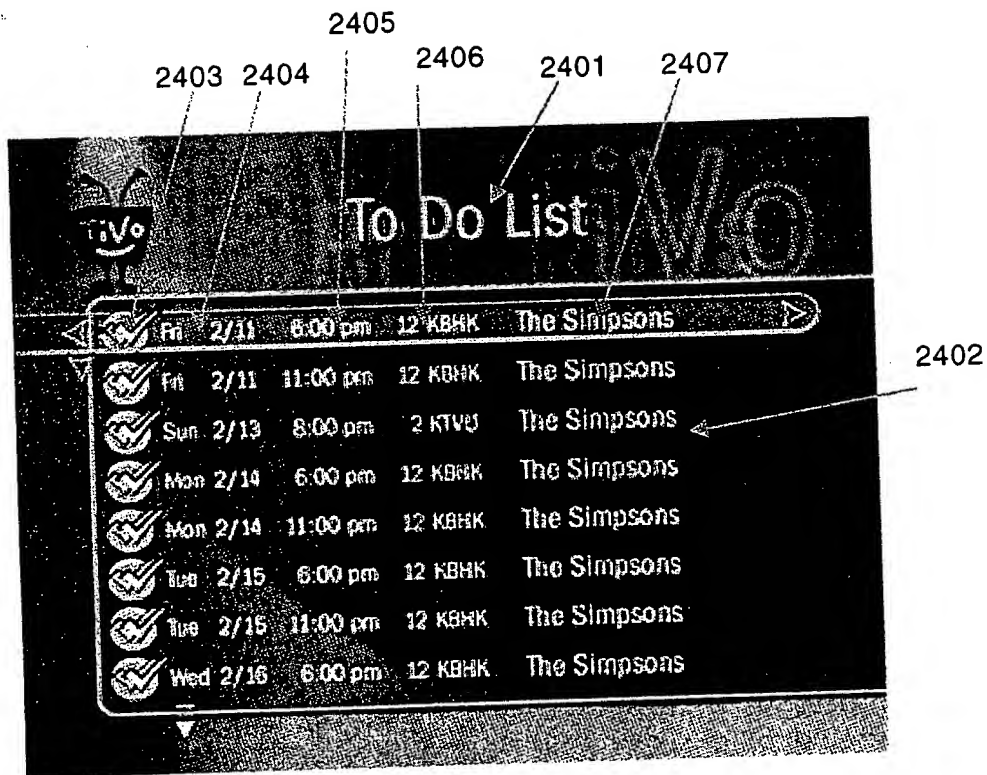 2405
2403 2404 2406 2401 2407
TiVo
TiVo
To Do List
Fri 2/11 6:00 pm 12 KBHK The Simpsons
Fri 2/11 11:00 pm 12 KBHK The Simpsons
2402
Sun 2/13 8:00 pm 2 KTVU The Simpsons
Mon 2/14 6:00 pm 12 KBHK The Simpsons
Mon 2/14 11:00 pm 12 KBHK The Simpsons
Tue 2/15 6:00 pm 12 KBHK The Simpsons
Tue 2/15 11:00 pm 12 KBHK The Simpsons
Wed 2/16 6:00 pm 12 KBHK The Simpsons